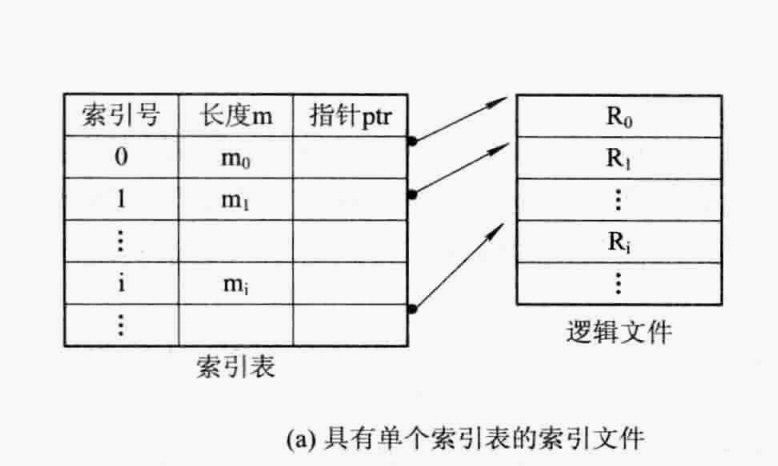 索引号 长度m 指针ptr
0 m₀
1 m₁
⋮
i mᵢ
⋮
索引表
R₀
R₁
⋮
Rᵢ
⋮
逻辑文件
(a) 具有单个索引表的索引文件